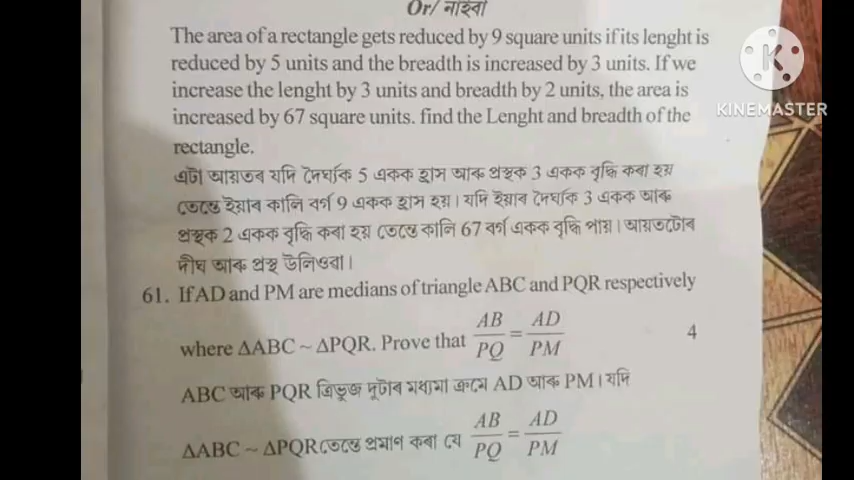 Or/ নাইবা
The area of a rectangle gets reduced by 9 square units if its lenght is
reduced by 5 units and the breadth is increased by 3 units. If we
increase the lenght by 3 units and breadth by 2 units, the area is
increased by 67 square units. find the Lenght and breadth of the
rectangle.
এটা আয়তৰ যদি দৈৰ্ঘ্যক 5 একক হ্ৰাস আৰু প্ৰস্থক 3 একক বৃদ্ধি কৰা হয়
তেন্তে ইয়াৰ কালি বৰ্গ 9 একক হ্ৰাস হয়। যদি ইয়াৰ দৈৰ্ঘ্যক 3 একক আৰু
প্ৰস্থক 2 একক বৃদ্ধি কৰা হয় তেন্তে কালি 67 বৰ্গ একক বৃদ্ধি পায়। আয়তটোৰ
দীঘ আৰু প্ৰস্থ উলিওৱা।
61. If AD and PM are medians of triangle ABC and PQR respectively
where ΔABC ~ ΔPQR. Prove that AB/PQ = AD/PM 4
ABC আৰু PQR ত্ৰিভূজ দুটাৰ মধ্যমা ক্ৰমে AD আৰু PM। যদি
ΔABC ~ ΔPQR তেন্তে প্ৰমাণ কৰা যে AB/PQ = AD/PM
KINEMASTER